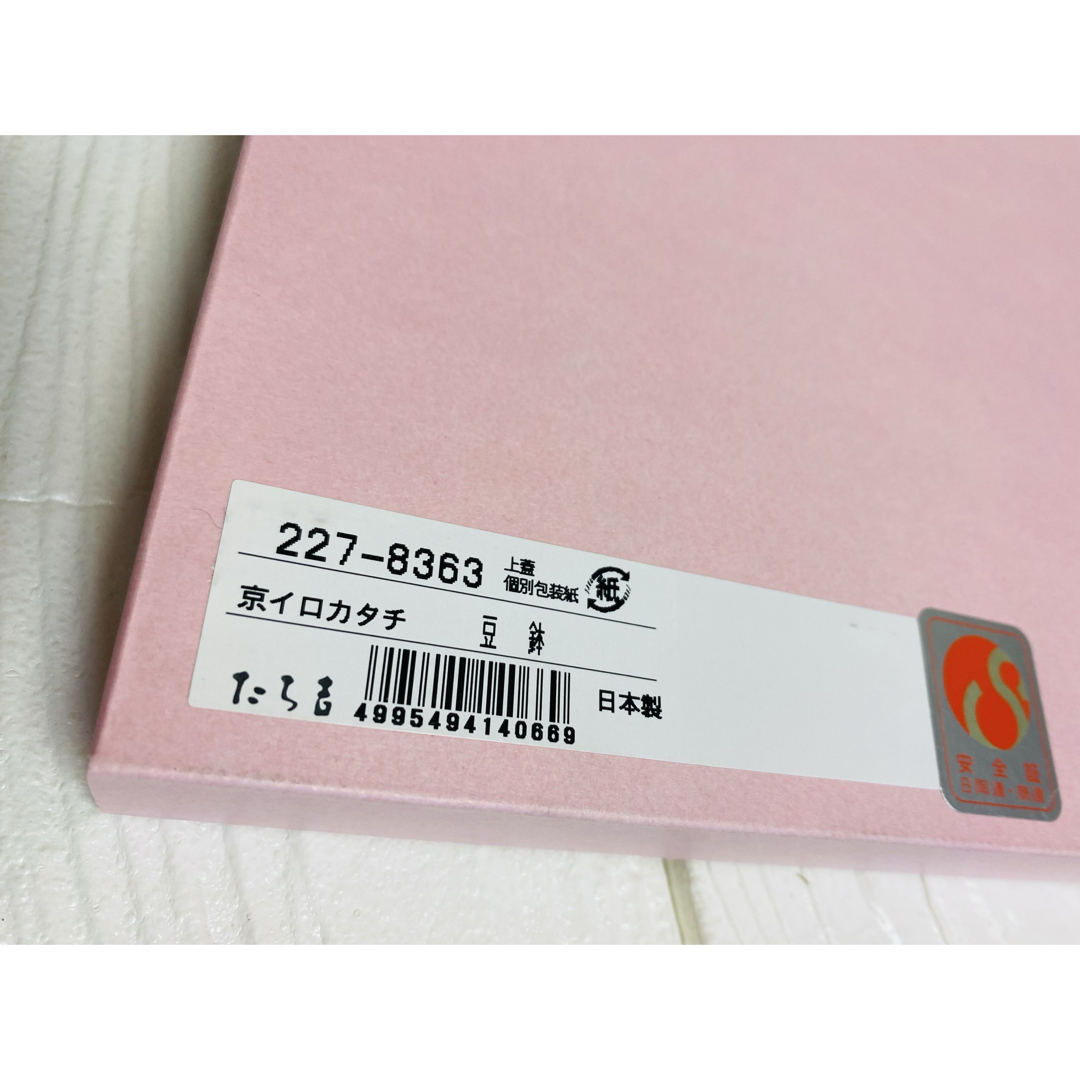 227-8363
上蓋
個別包装紙 紙
京イロカタチ 豆 鉢
たち吉
4995494140669
日本製
安全